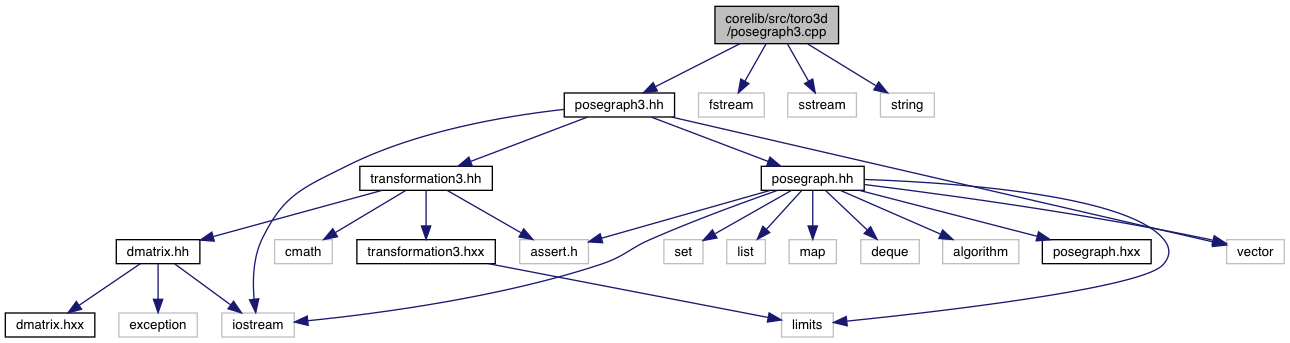 corelib/src/toro3d
/posegraph3.cpp
posegraph3.hh
fstream
sstream
string
transformation3.hh
posegraph.hh
dmatrix.hh
cmath
transformation3.hxx
assert.h
set
list
map
deque
algorithm
posegraph.hxx
vector
dmatrix.hxx
exception
iostream
limits